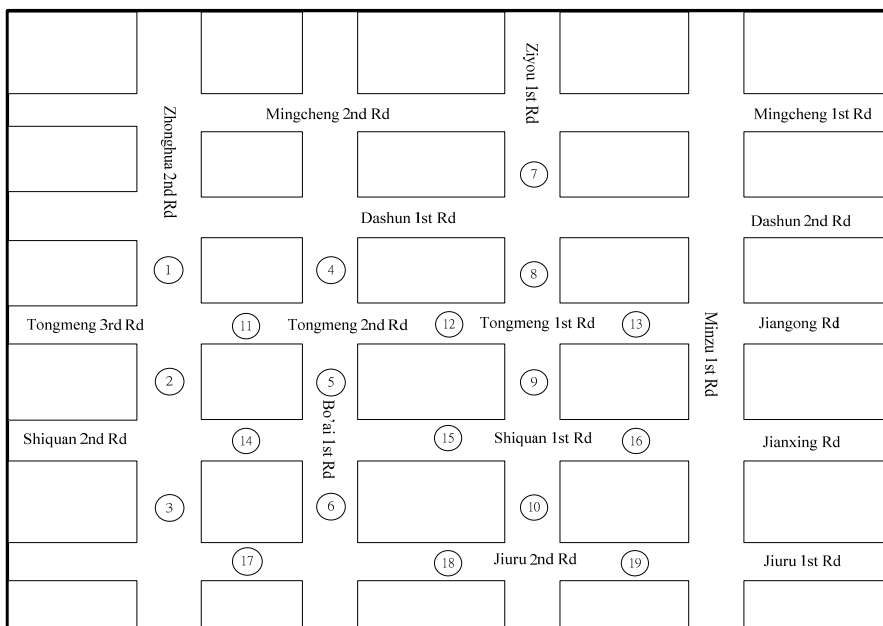 Zhonghua 2nd Rd
Ziyou 1st Rd
Mingcheng 2nd Rd
Mingcheng 1st Rd
7
Dashun 1st Rd
Dashun 2nd Rd
1
4
8
Tongmeng 3rd Rd
11
Tongmeng 2nd Rd
12
Tongmeng 1st Rd
13
Minzu 1st Rd
Jiangong Rd
2
5
9
Bo'ai 1st Rd
Shiquan 2nd Rd
14
15
Shiquan 1st Rd
16
Jianxing Rd
3
6
10
17
18
Jiuru 2nd Rd
19
Jiuru 1st Rd